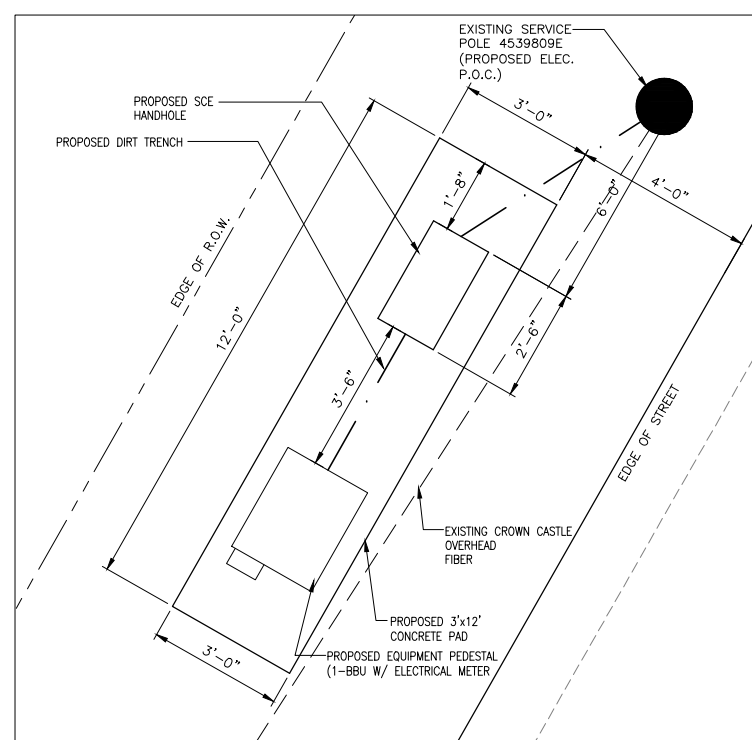 EXISTING SERVICE
POLE 4539809E
(PROPOSED ELEC.
P.O.C.)
PROPOSED SCE
HANDHOLE
PROPOSED DIRT TRENCH
3'-0"
4'-0"
1'-8"
6'-0"
EDGE OF R.O.W.
12'-0"
2'-6"
3'-6"
EDGE OF STREET
EXISTING CROWN CASTLE
OVERHEAD
FIBER
PROPOSED 3'x12'
CONCRETE PAD
3'-0"
PROPOSED EQUIPMENT PEDESTAL
(1-BBU W/ ELECTRICAL METER